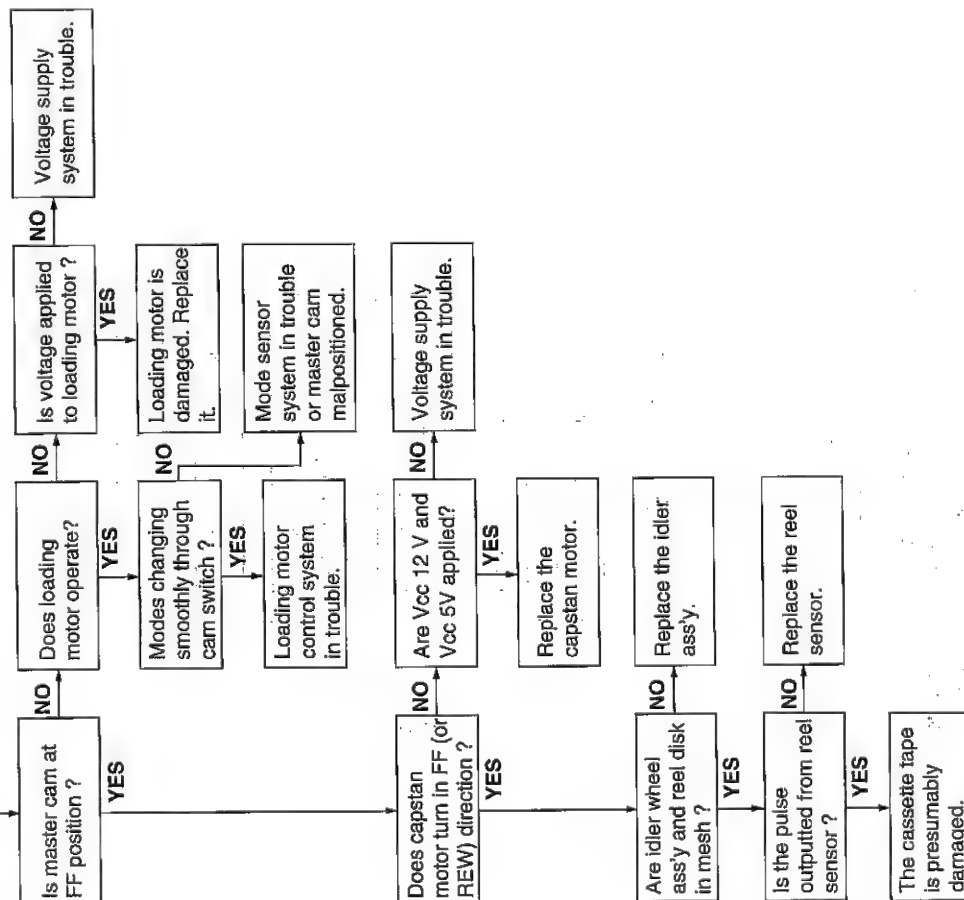 Is master cam at
FF position ?
NO
Does loading
motor operate?
NO
Is voltage applied
to loading motor ?
NO
Voltage supply
system in trouble.
YES
Loading motor is
damaged. Replace
it.
YES
Modes changing
smoothly through
cam switch ?
NO
Mode sensor
system in trouble
or master cam
malpositioned.
YES
Loading motor
control system
in trouble.
YES
Does capstan
motor turn in FF (or
REW) direction ?
NO
Are Vcc 12 V and
Vcc 5V applied?
NO
Voltage supply
system in trouble.
YES
Replace the
capstan motor.
YES
Are idler wheel
ass'y and reel disk
in mesh ?
NO
Replace the idler
ass'y.
YES
Is the pulse
outputted from reel
sensor ?
NO
Replace the reel
sensor.
YES
The cassette tape
is presumably
damaged.